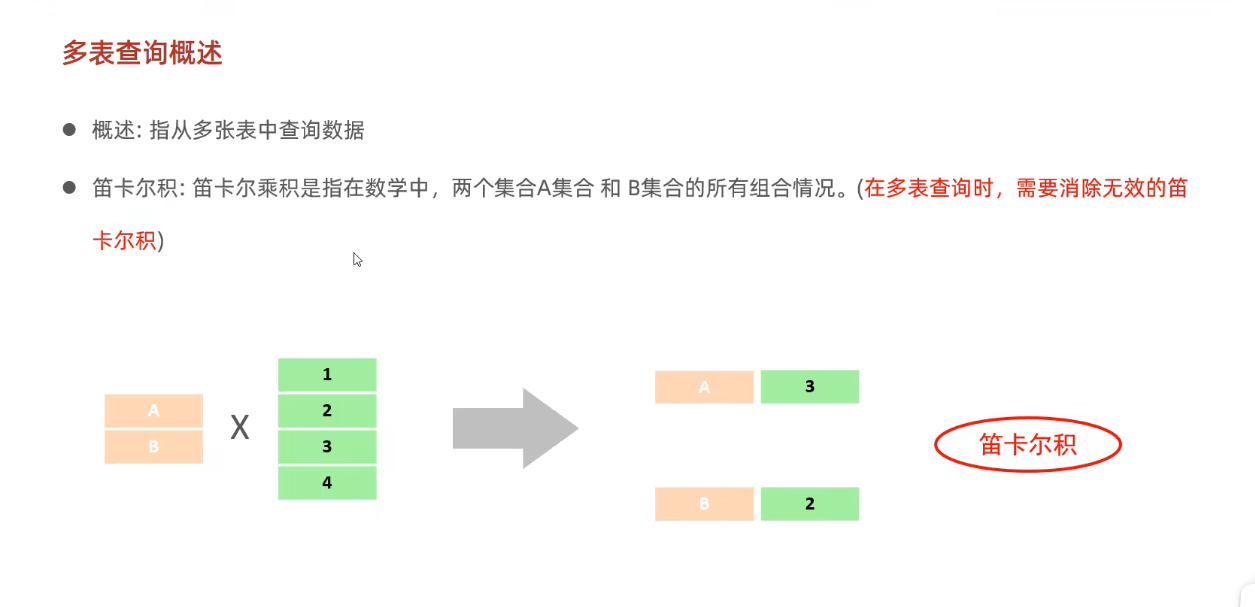 多表查询概述
● 概述: 指从多张表中查询数据
● 笛卡尔积: 笛卡尔乘积是指在数学中，两个集合A集合 和 B集合的所有组合情况。(在多表查询时，需要消除无效的笛
卡尔积)
A
B
X
1
2
3
4
A 3
B 2
笛卡尔积